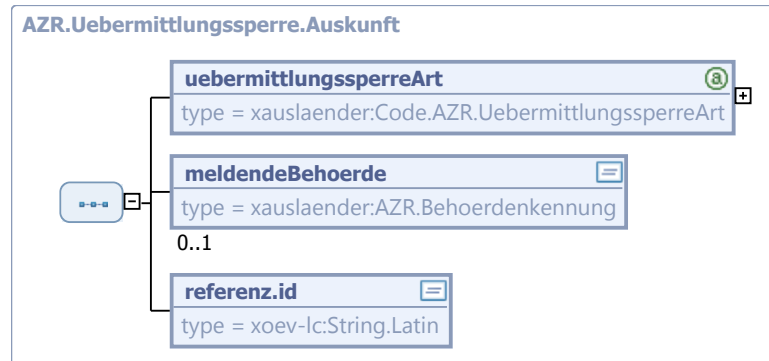 AZR.Uebermittlungssperre.Auskunft
uebermittlungssperreArt
type = xauslaender:Code.AZR.UebermittlungssperreArt
meldendeBehoerde
type = xauslaender:AZR.Behoerdenkennung
0..1
referenz.id
type = xoev-lc:String.Latin